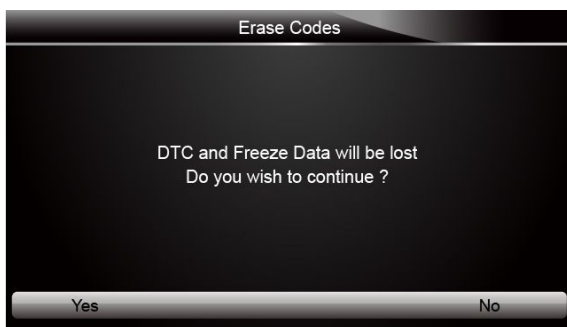 Erase Codes
DTC and Freeze Data will be lost
Do you wish to continue ?
Yes No